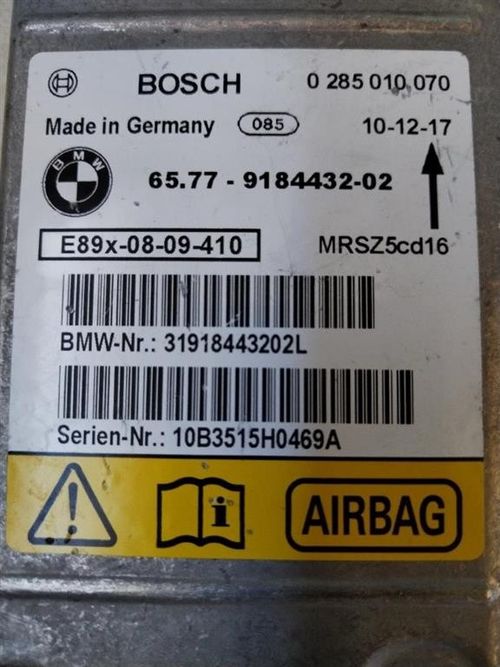 BOSCH 0 285 010 070
Made in Germany 085 10-12-17
BMW
65.77 - 9184432-02
E89x-08-09-410 MRSZ5cd16
BMW-Nr.: 31918443202L
Serien-Nr.: 10B3515H0469A
! i AIRBAG